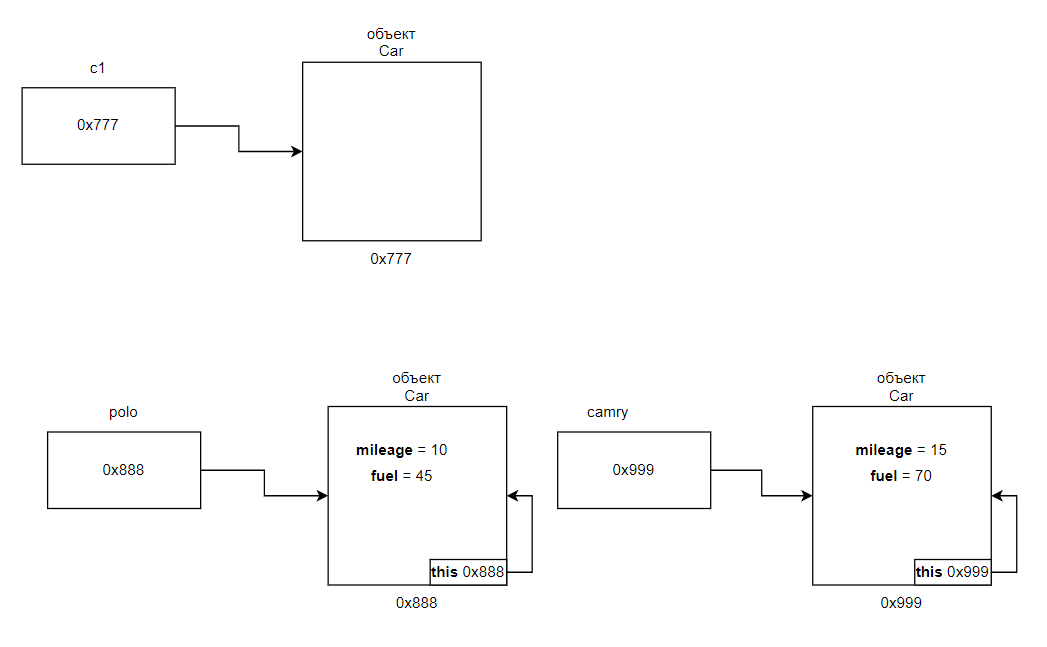 объект
Car
c1
0x777
0x777
объект
Car
polo
0x888
mileage = 10
fuel = 45
this 0x888
0x888
объект
Car
camry
0x999
mileage = 15
fuel = 70
this 0x999
0x999